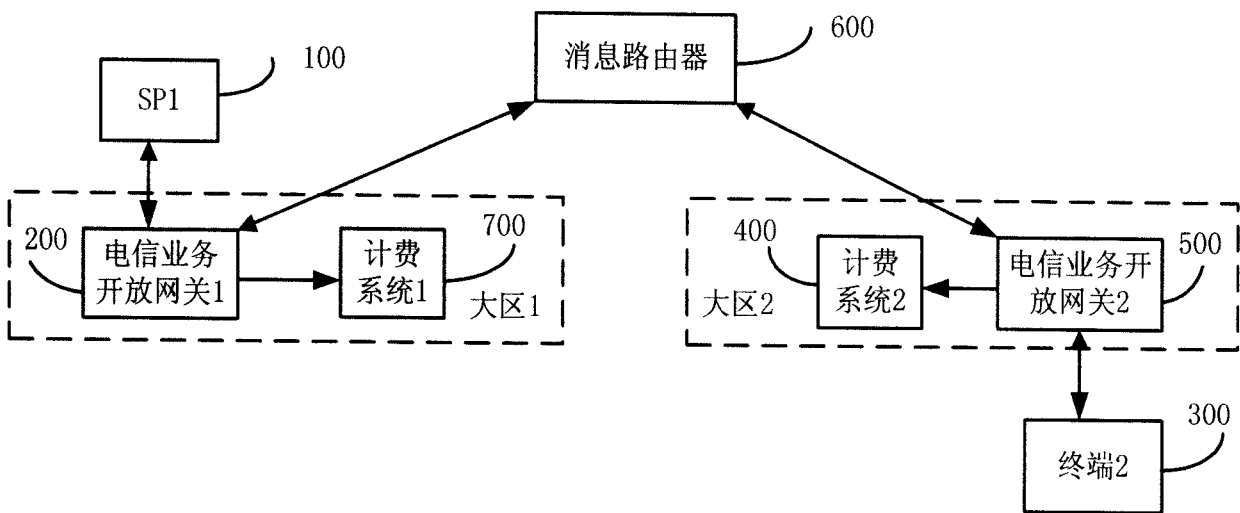 消息路由器
600
SP1
100
200
电信业务
开放网关1
计费
系统1
700
大区1
大区2
400
计费
系统2
电信业务开
放网关2
500
终端2
300